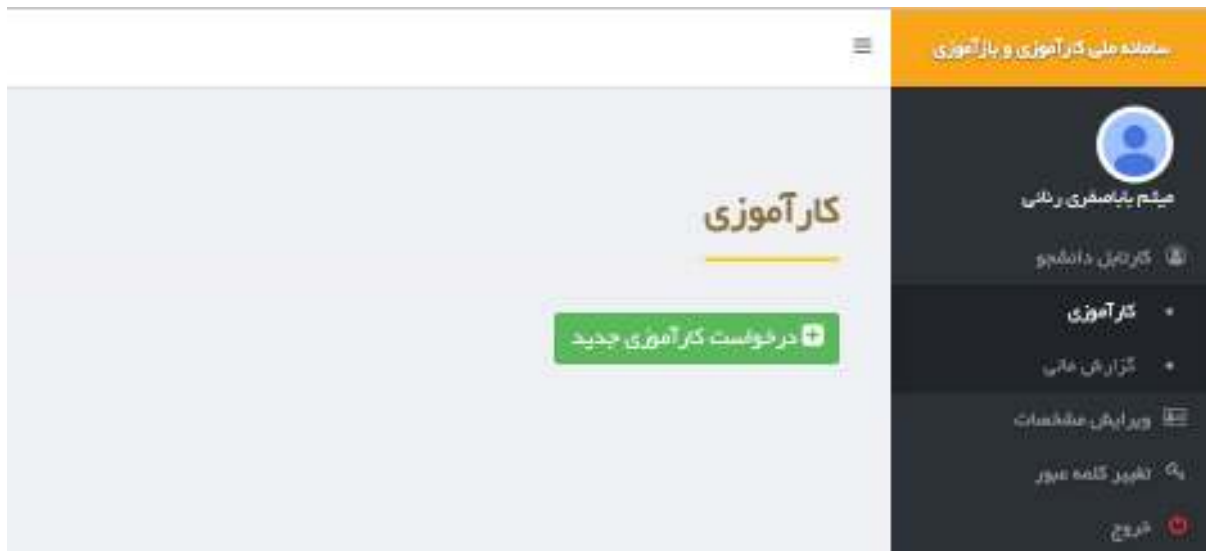 سامانه ملی کارآموزی و بازآموزی
میثم باباصفری رنانی
کارتابل دانشجو
کارآموزی
گزارش مالی
ویرایش مشخصات
تغییر کلمه عبور
خروج
کارآموزی
درخواست کارآموزی جدید